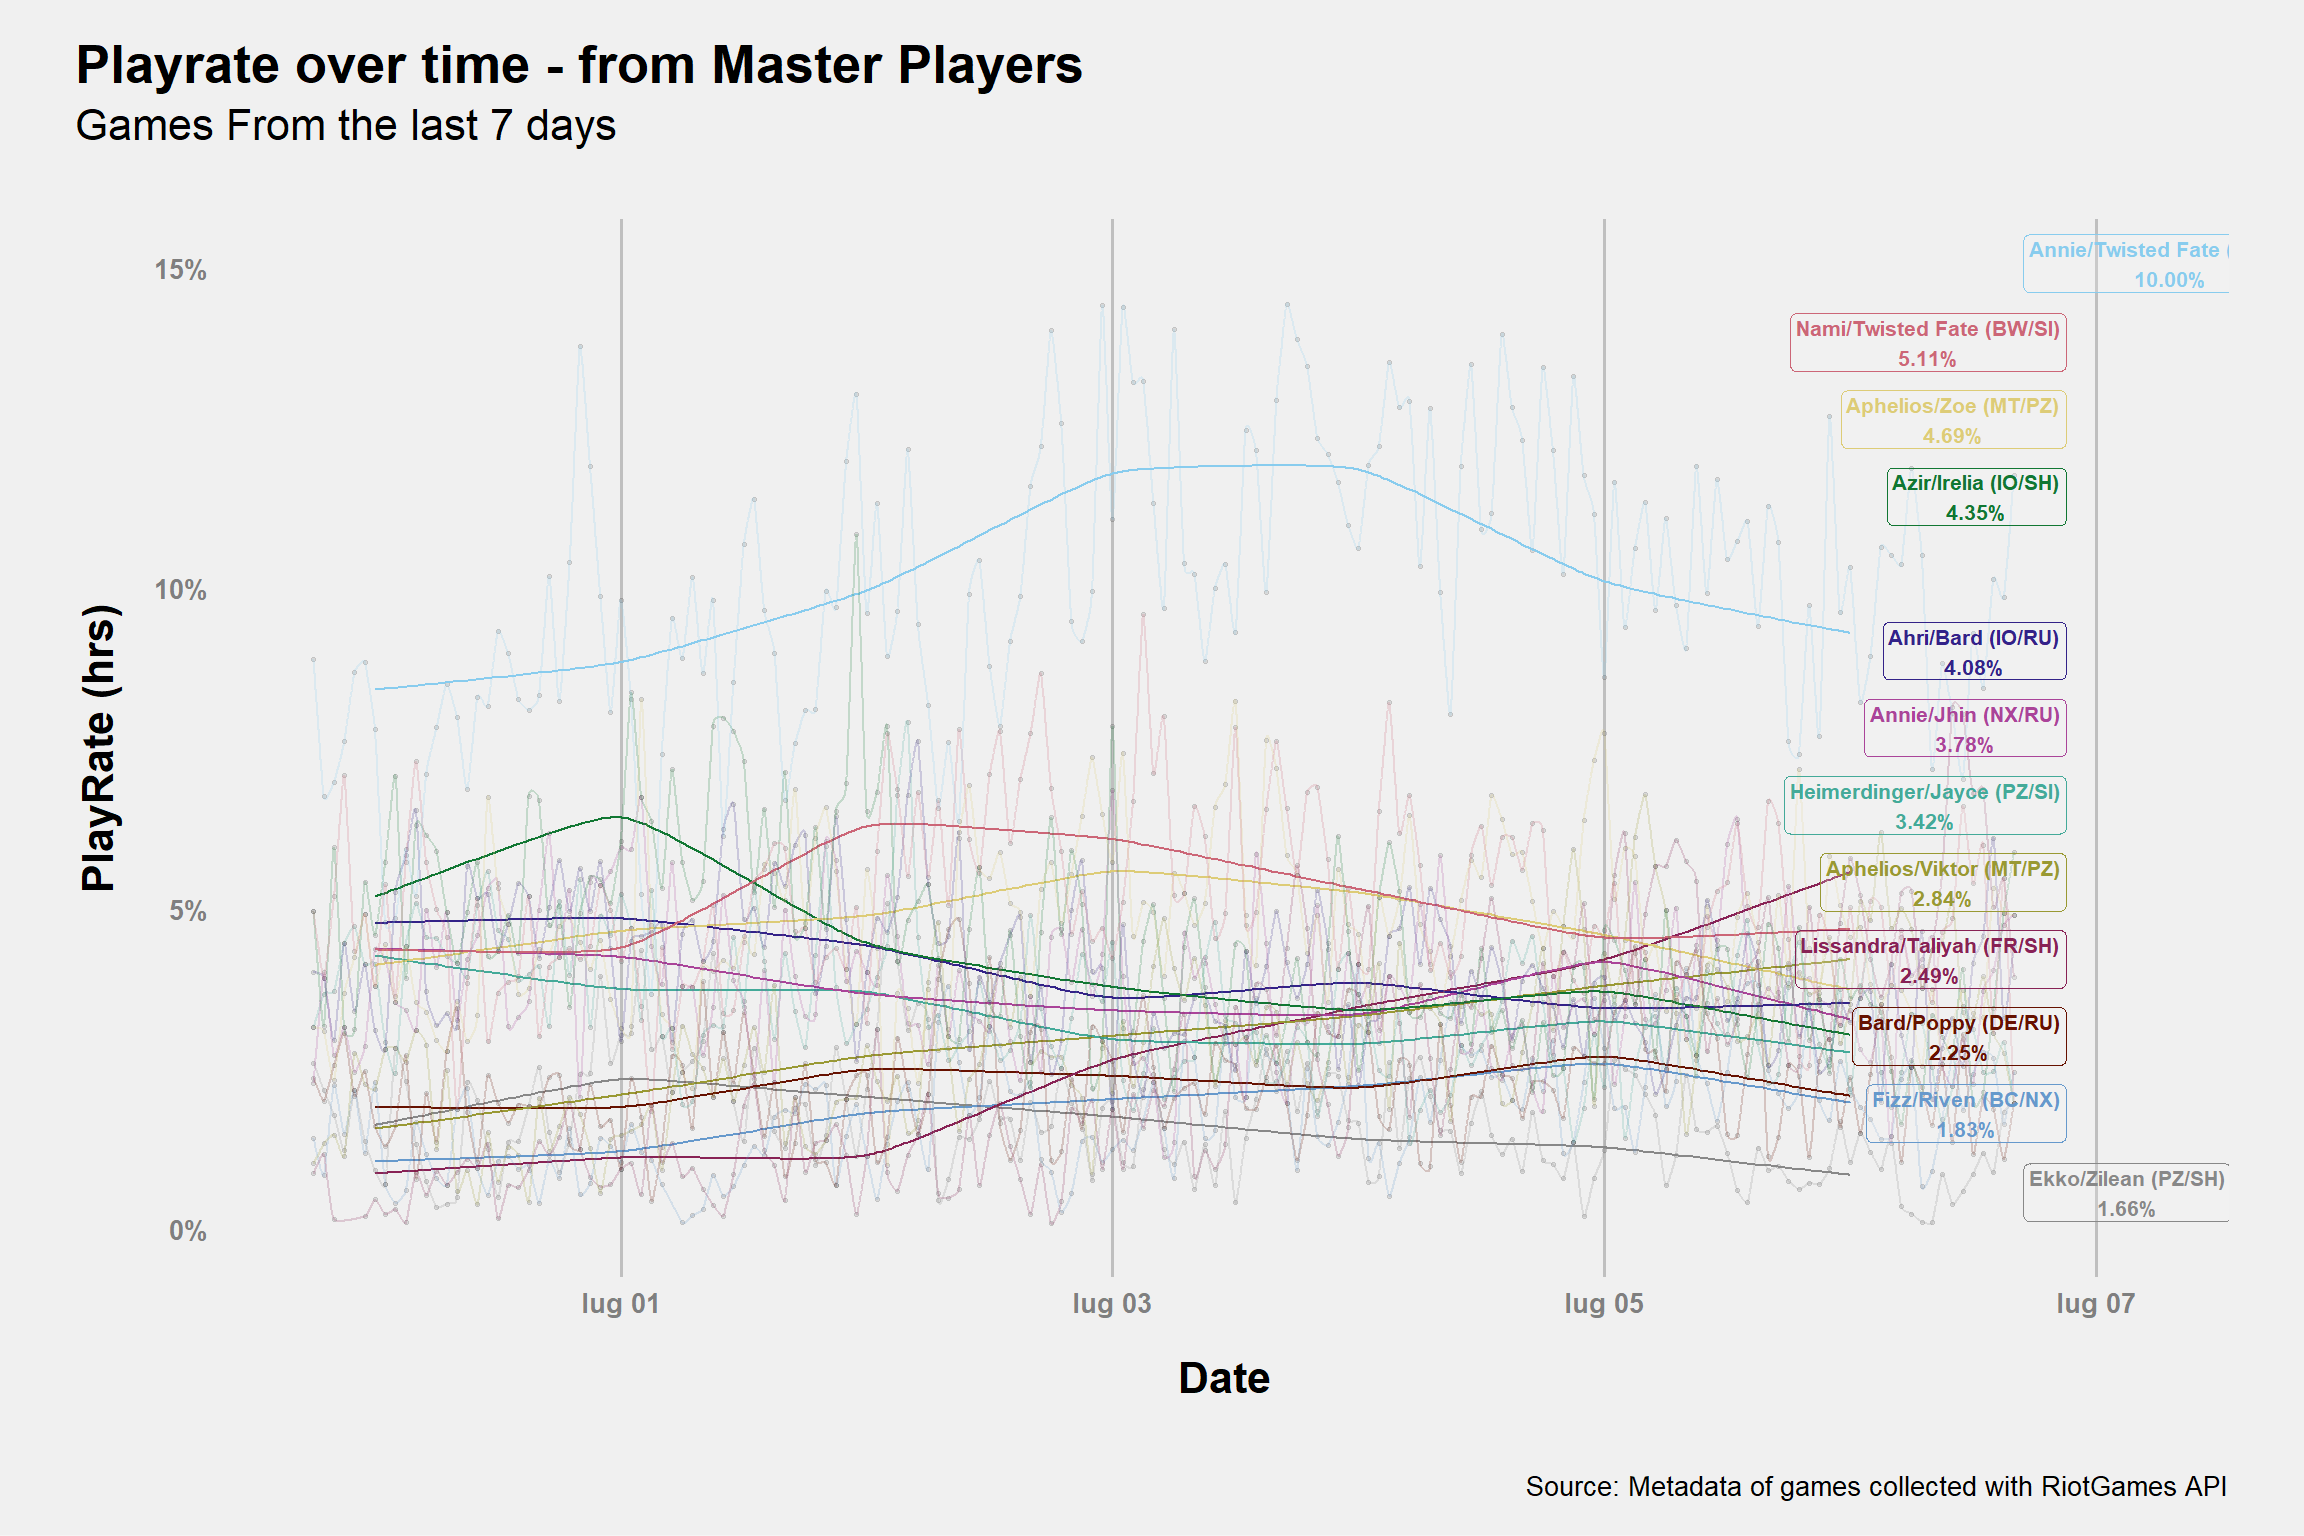 Playrate over time - from Master Players
Games From the last 7 days
15%
10%
5%
0%
PlayRate (hrs)
Annie/Twisted Fate (
10.00%
Nami/Twisted Fate (BW/SI)
5.11%
Aphelios/Zoe (MT/PZ)
4.69%
Azir/Irelia (IO/SH)
4.35%
Ahri/Bard (IO/RU)
4.08%
Annie/Jhin (NX/RU)
3.78%
Heimerdinger/Jayce (PZ/SI)
3.42%
Aphelios/Viktor (MT/PZ)
2.84%
Lissandra/Taliyah (FR/SH)
2.49%
Bard/Poppy (DE/RU)
2.25%
Fizz/Riven (BC/NX)
1.83%
Ekko/Zilean (PZ/SH)
1.66%
lug 01
lug 03
lug 05
lug 07
Date
Source: Metadata of games collected with RiotGames API